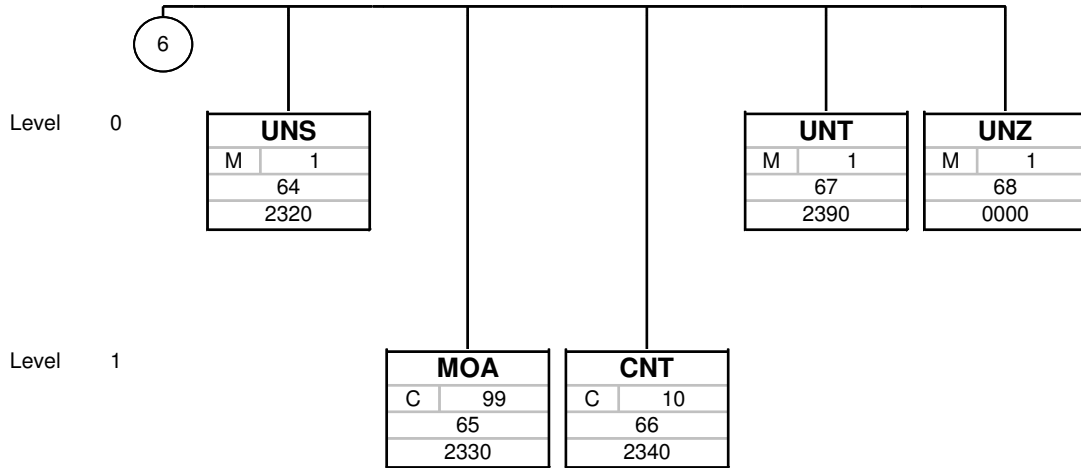 6
Level 0
UNS UNT UNZ
M 1 M 1 M 1
64 67 68
2320 2390 0000
Level 1
MOA CNT
C 99 C 10
65 66
2330 2340